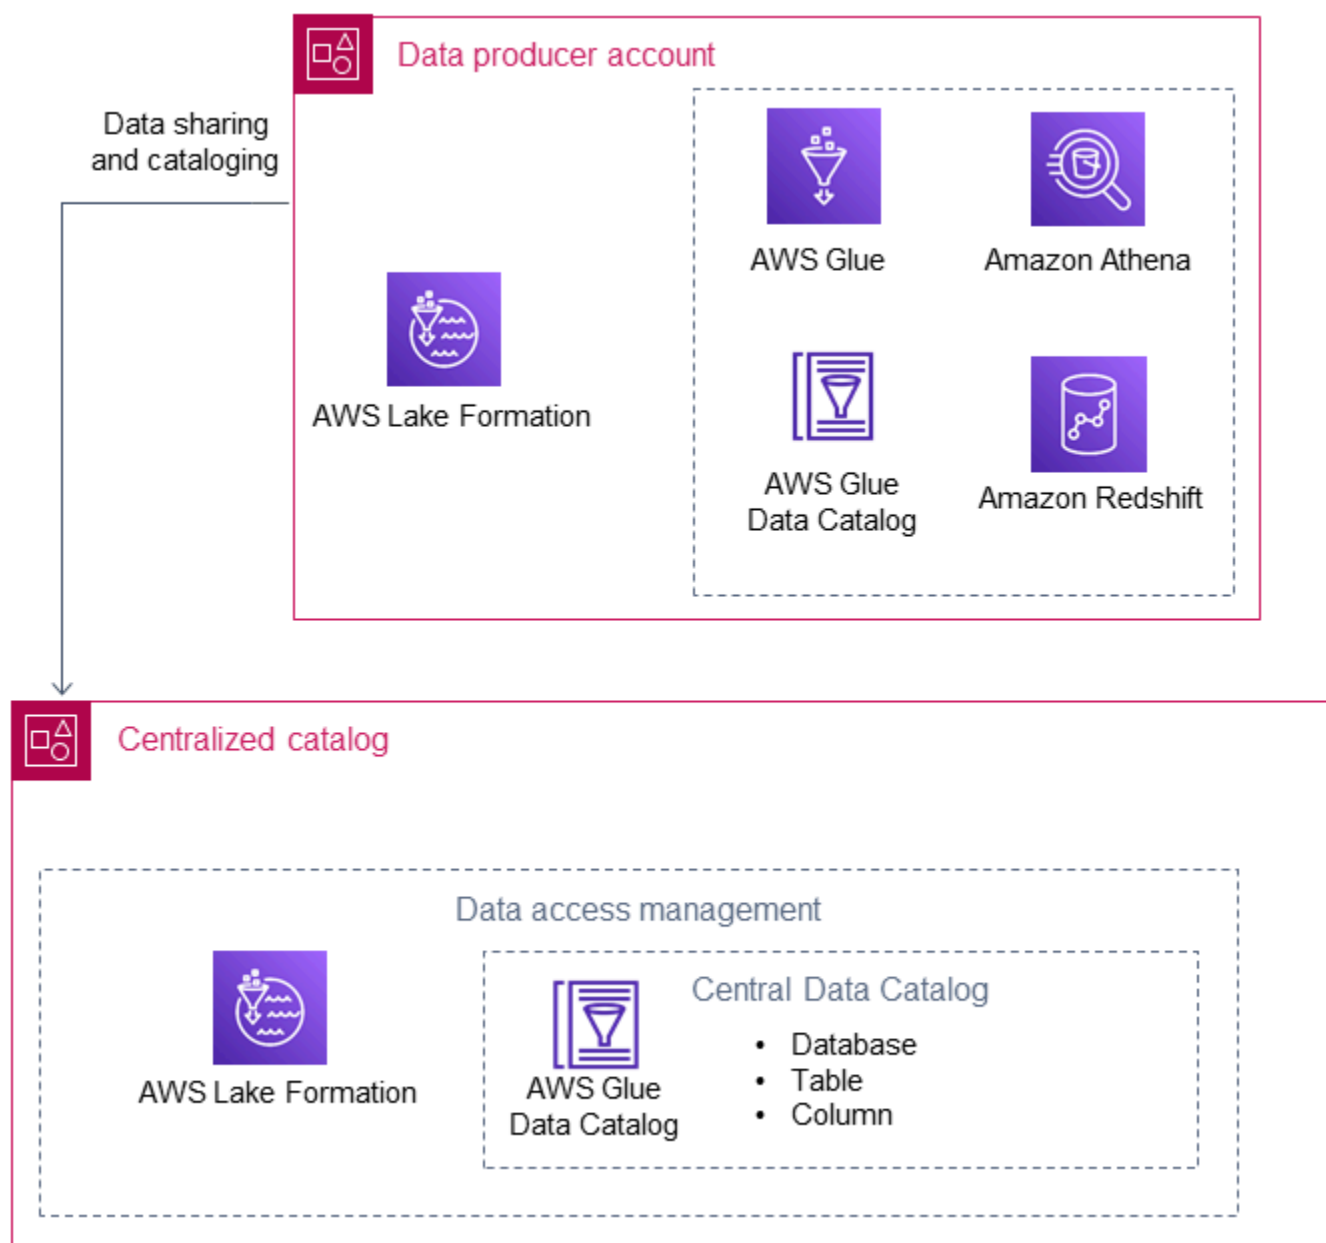 Data producer account
Data sharing
and cataloging
AWS Glue
Amazon Athena
AWS Lake Formation
AWS Glue
Data Catalog
Amazon Redshift
Centralized catalog
Data access management
Central Data Catalog
• Database
• Table
• Column
AWS Lake Formation
AWS Glue
Data Catalog